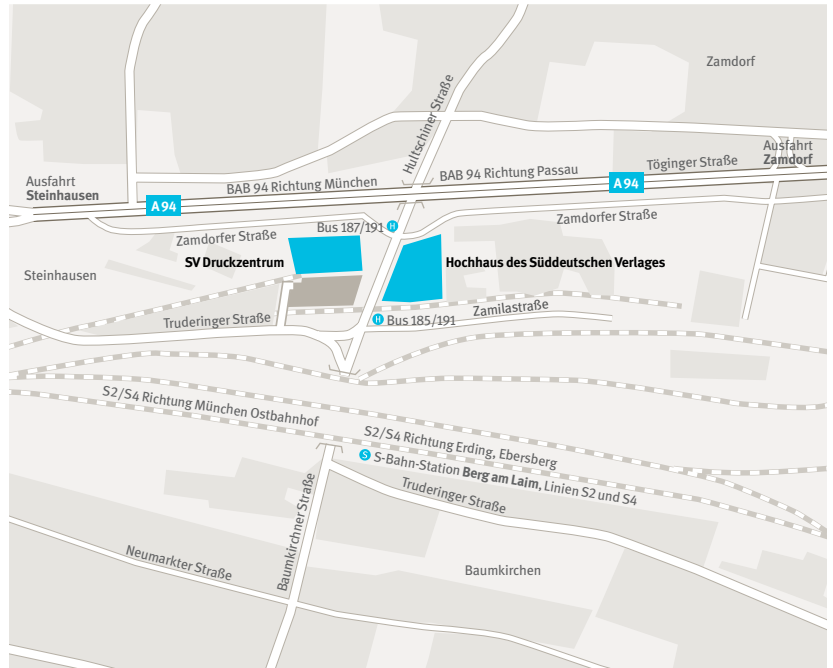 Zamdorf
Hultschiner Straße
Ausfahrt
Zamdorf
Töginger Straße
BAB 94 Richtung Passau
Ausfahrt
Steinhausen
BAB 94 Richtung München
A 94
A 94
Zamdorfer Straße
Bus 187/191 H
Zamdorfer Straße
Steinhausen
SV Druckzentrum
Hochhaus des Süddeutschen Verlages
Zamilastraße
Truderinger Straße
H Bus 185/191
S2/S4 Richtung München Ostbahnhof
S2/S4 Richtung Erding, Ebersberg
S S-Bahn-Station Berg am Laim, Linien S2 und S4
Truderinger Straße
Baumkirchner Straße
Neumarkter Straße
Baumkirchen